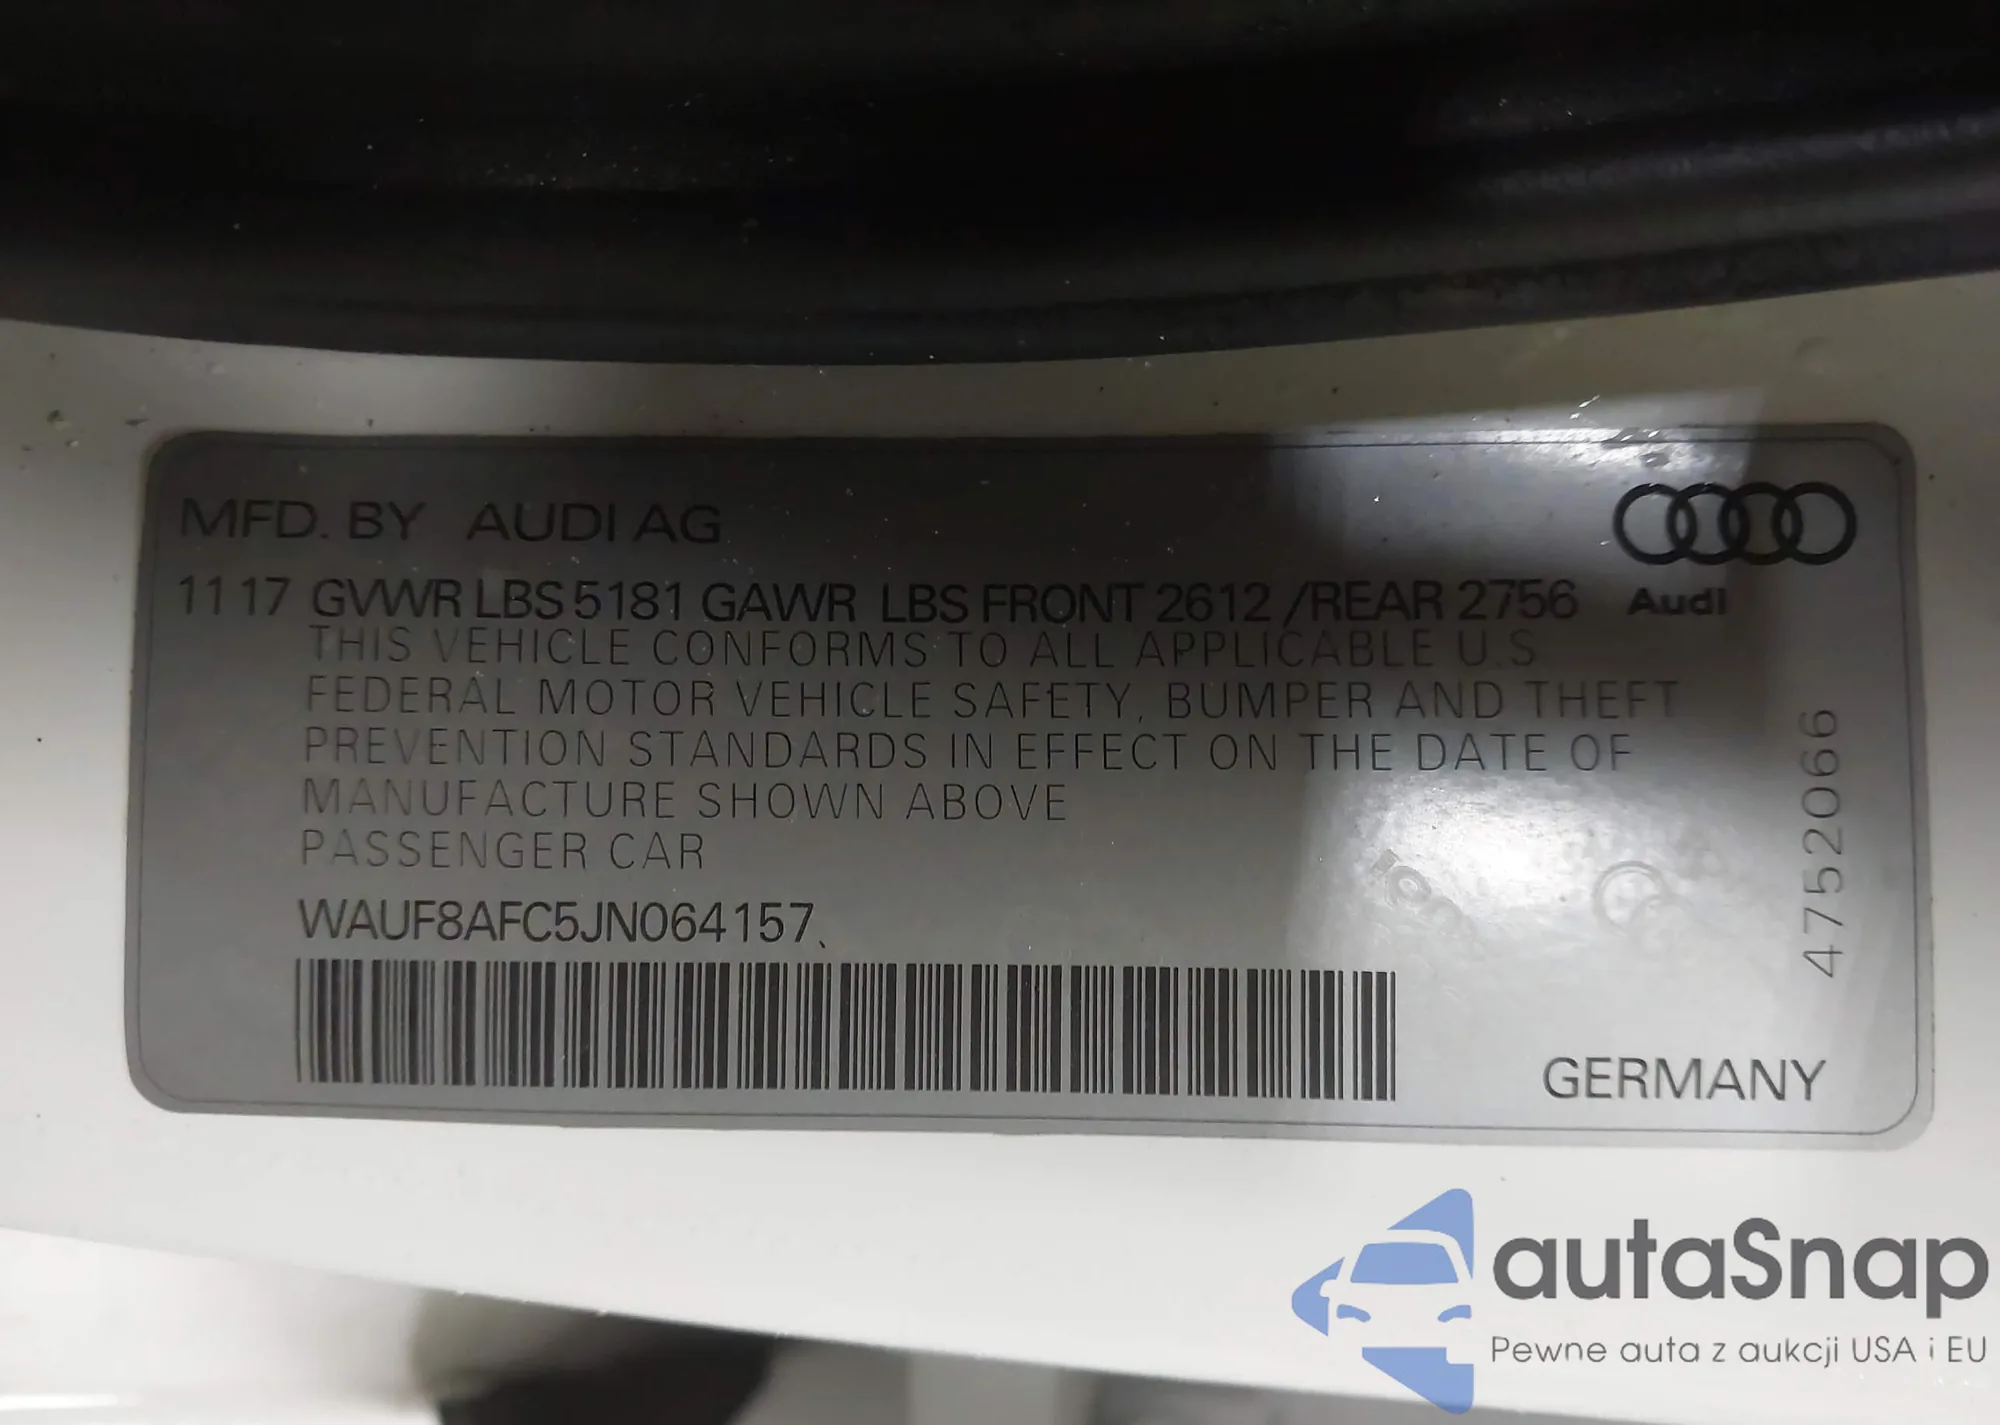 MFD. BY AUDI AG
11 17 GVWR LBS 5181 GAWR LBS FRONT 2612 /REAR 2756
Audi
THIS VEHICLE CONFORMS TO ALL APPLICABLE U.S
FEDERAL MOTOR VEHICLE SAFETY, BUMPER AND THEFT
PREVENTION STANDARDS IN EFFECT ON THE DATE OF
MANUFACTURE SHOWN ABOVE
PASSENGER CAR
WAUF8AFC5JN064157
4752066
GERMANY
autaSnap
Pewne auta z aukcji USA i EU